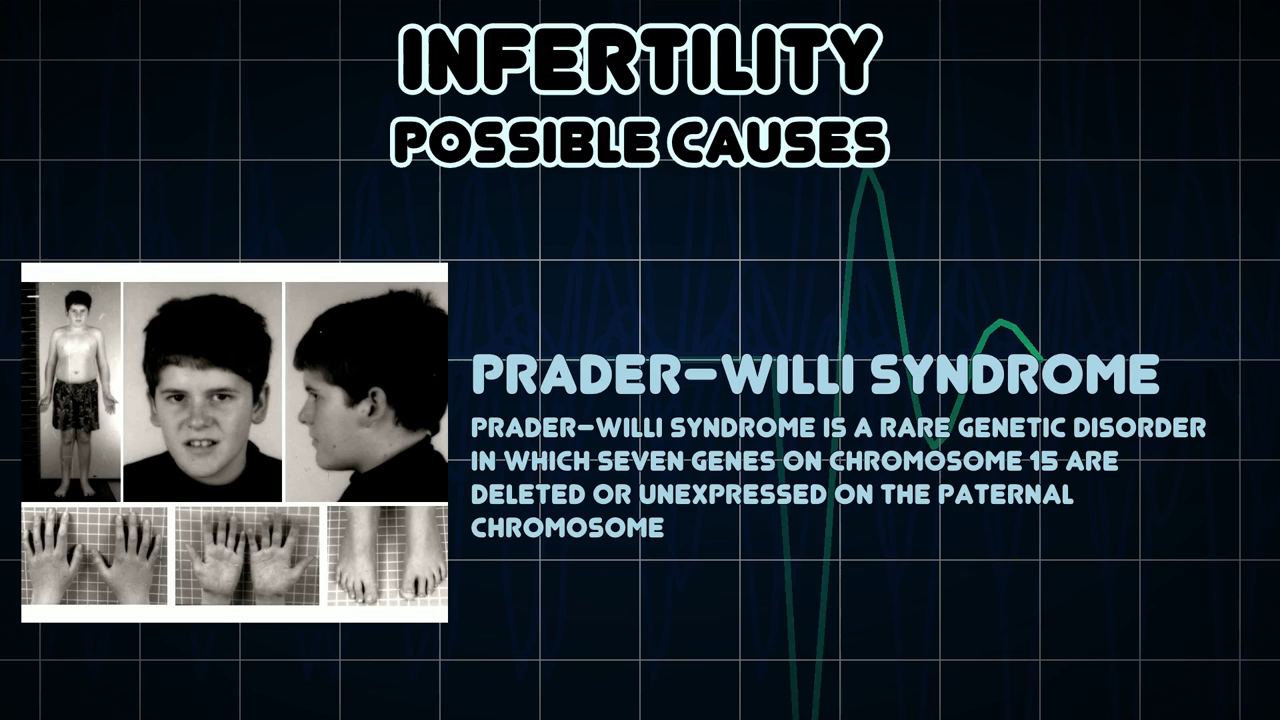 INFERTILITY
POSSIBLE CAUSES
PRADER-WILLI SYNDROME
PRADER-WILLI SYNDROME IS A RARE GENETIC DISORDER
IN WHICH SEVEN GENES ON CHROMOSOME 15 ARE
DELETED OR UNEXPRESSED ON THE PATERNAL
CHROMOSOME